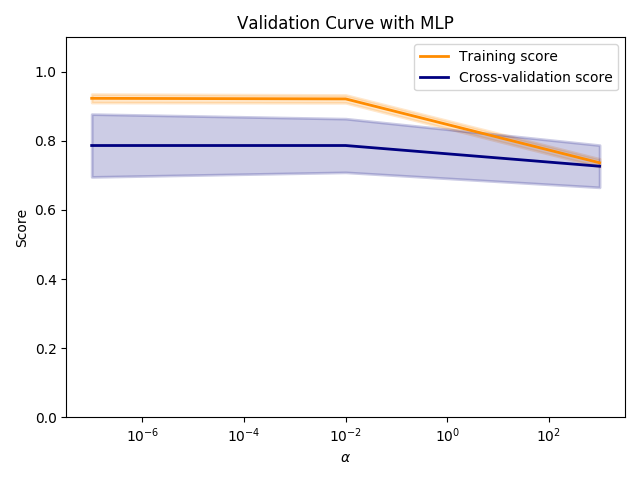 Validation Curve with MLP
Training score
Cross-validation score
Score
1.0
0.8
0.6
0.4
0.2
0.0
10⁻⁶ 10⁻⁴ 10⁻² 10⁰ 10²
α